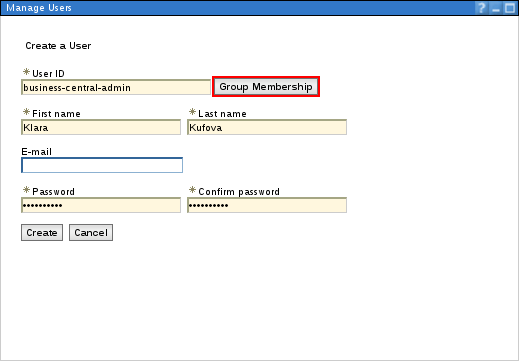 Manage Users ?
Create a User
* User ID
business-central-admin Group Membership
* First name * Last name
Klara Kufova
E-mail
* Password * Confirm password
•••••••••• ••••••••••
Create Cancel